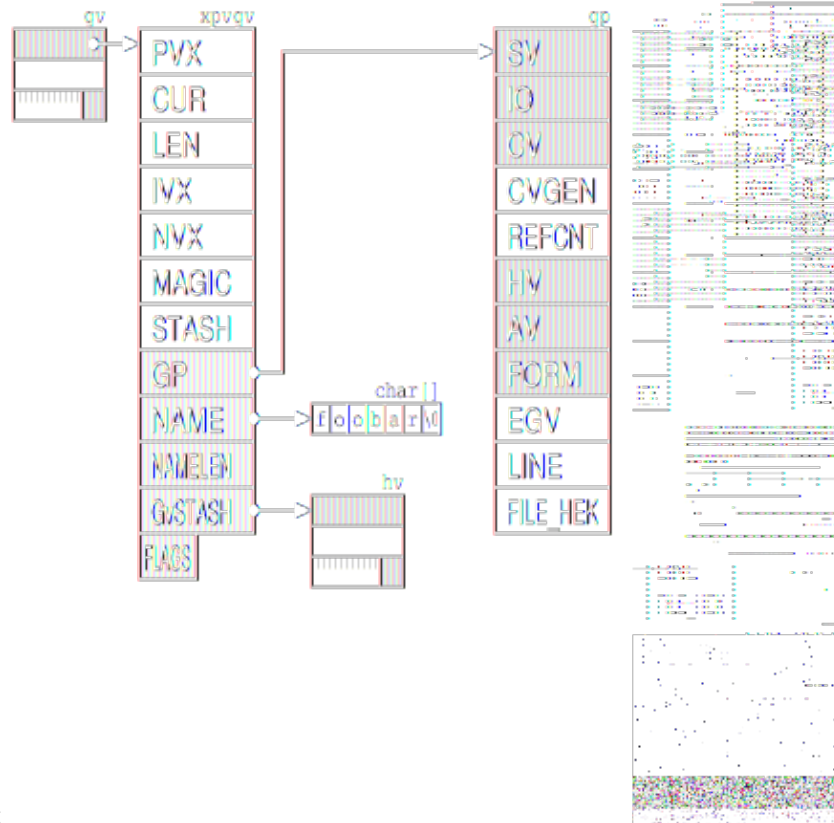 gv
xpvgv
gp
PVX
CUR
LEN
IVX
NVX
MAGIC
STASH
GP
NAME
NAMELEN
GvSTASH
FLAGS
char[]
f o o b a r \0
hv
SV
IO
CV
CVGEN
REFCNT
HV
AV
FORM
EGV
LINE
FILE_HEK